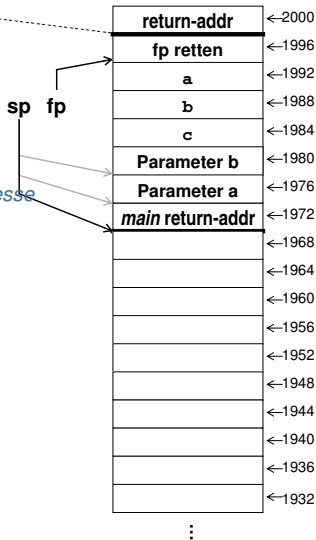 return-addr ←2000
fp retten ←1996
a ←1992
b ←1988
sp fp
c ←1984
Parameter b ←1980
Parameter a ←1976
esse
main return-addr ←1972
←1968
←1964
←1960
←1956
←1952
←1948
←1944
←1940
←1936
←1932
⋮